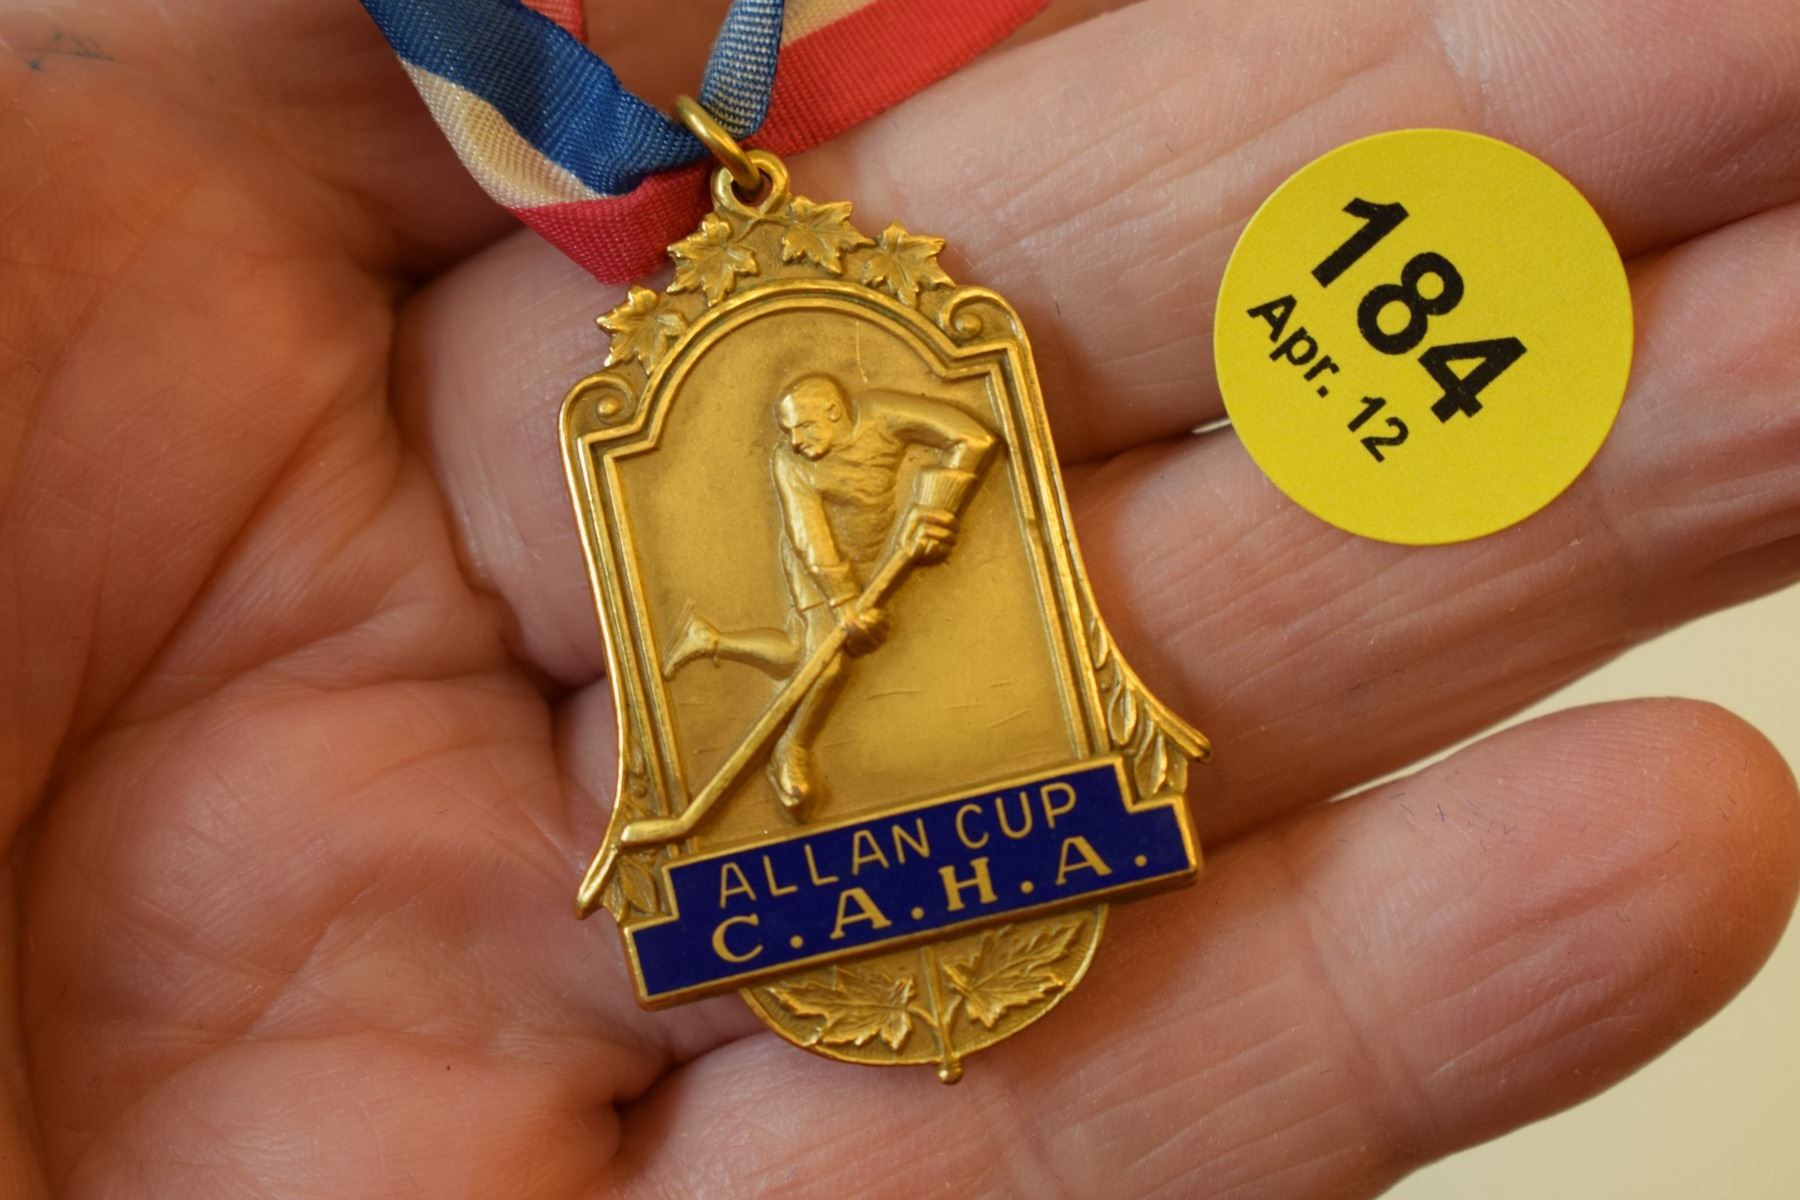 184
Apr. 12
ALLAN CUP
C.A.H.A.